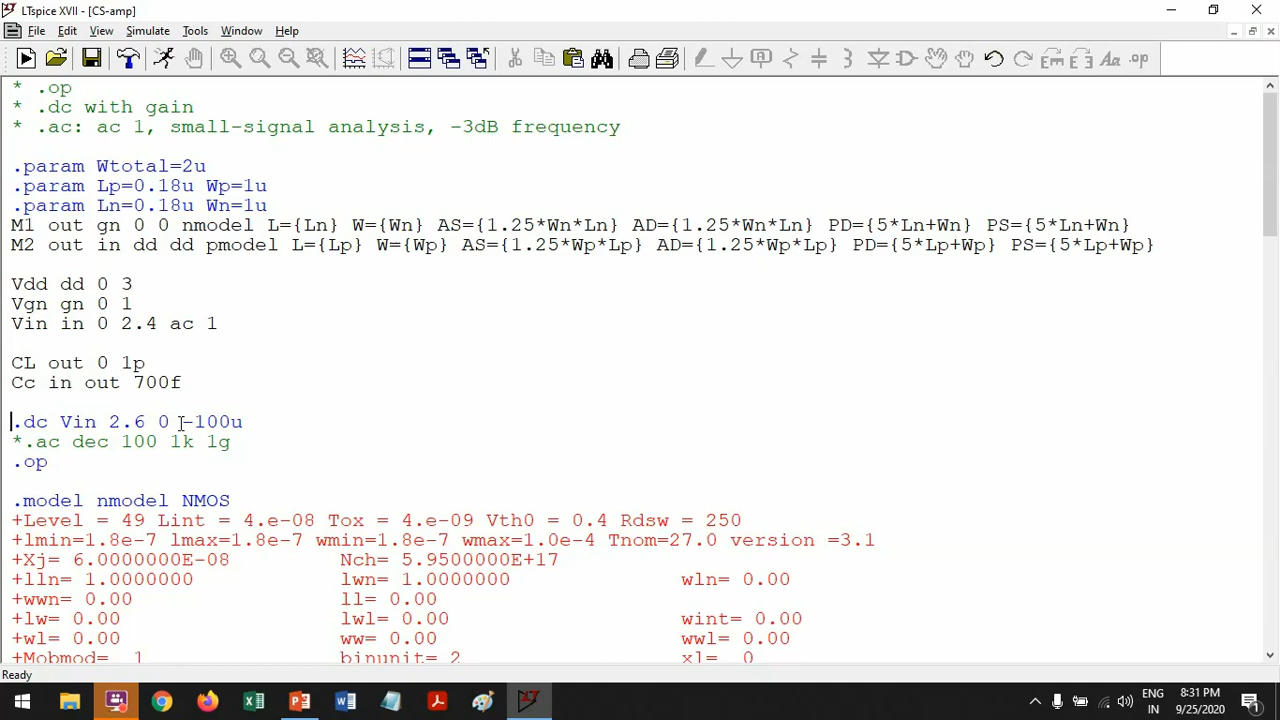 LTspice XVII - [CS-amp]
File Edit View Simulate Tools Window Help
* .op
* .dc with gain
* .ac: ac 1, small-signal analysis, -3dB frequency
.param Wtotal=2u
.param Lp=0.18u Wp=1u
.param Ln=0.18u Wn=1u
M1 out gn 0 0 nmodel L={Ln} W={Wn} AS={1.25*Wn*Ln} AD={1.25*Wn*Ln} PD={5*Ln+Wn} PS={5*Ln+Wn}
M2 out in dd dd pmodel L={Lp} W={Wp} AS={1.25*Wp*Lp} AD={1.25*Wp*Lp} PD={5*Lp+Wp} PS={5*Lp+Wp}
Vdd dd 0 3
Vgn gn 0 1
Vin in 0 2.4 ac 1
CL out 0 1p
Cc in out 700f
.dc Vin 2.6 0 -100u
*.ac dec 100 1k 1g
.op
.model nmodel NMOS
+Level = 49 Lint = 4.e-08 Tox = 4.e-09 Vth0 = 0.4 Rdsw = 250
+lmin=1.8e-7 lmax=1.8e-7 wmin=1.8e-7 wmax=1.0e-4 Tnom=27.0 version =3.1
+Xj= 6.0000000E-08 Nch= 5.9500000E+17
+lln= 1.0000000 lwn= 1.0000000 wln= 0.00
+wwn= 0.00 ll= 0.00
+lw= 0.00 lwl= 0.00 wint= 0.00
+wl= 0.00 ww= 0.00 wwl= 0.00
+Mobmod= 1 binunit= 2 xl= 0
Ready
ENG 8:31 PM
IN 9/25/2020